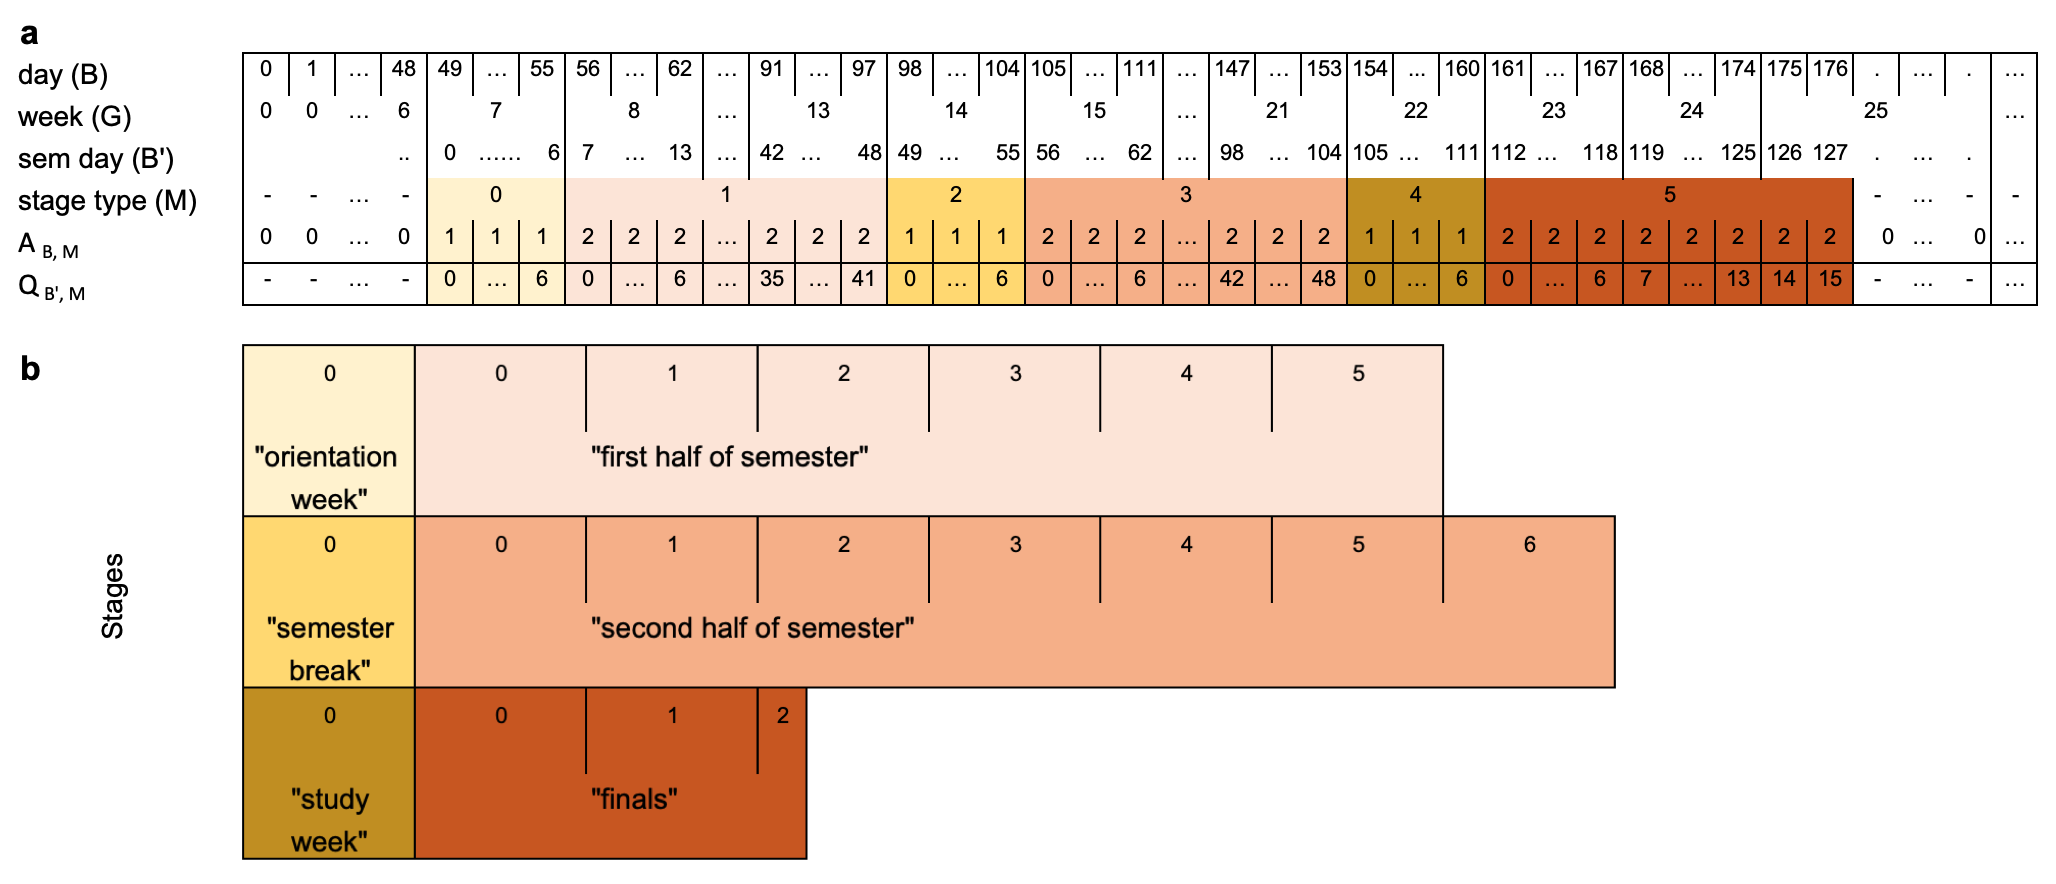 a
day (B) 0 1 ... 48 49 ... 55 56 ... 62 ... 91 ... 97 98 ... 104 105 ... 111 ... 147 ... 153 154 ... 160 161 ... 167 168 ... 174 175 176 . ... . ...
week (G) 0 0 ... 6 7 8 ... 13 14 15 ... 21 22 23 24 25 ...
sem day (B') .. 0 ...... 6 7 ... 13 ... 42 ... 48 49 ... 55 56 ... 62 ... 98 ... 104 105 ... 111 112 ... 118 119 ... 125 126 127 . ... .
stage type (M) - - ... - 0 1 2 3 4 5 - ... - -
A B, M 0 0 ... 0 1 1 1 2 2 2 ... 2 2 2 1 1 1 2 2 2 ... 2 2 2 1 1 1 2 2 2 2 2 2 2 2 0 ... 0 ...
Q B', M - - ... - 0 ... 6 0 ... 6 ... 35 ... 41 0 ... 6 0 ... 6 ... 42 ... 48 0 ... 6 0 ... 6 7 ... 13 14 15 - ... - ...
b
0 0 1 2 3 4 5
"orientation
week"
"first half of semester"
Stages
0 0 1 2 3 4 5 6
"semester
break"
"second half of semester"
0 0 1 2
"study
week"
"finals"